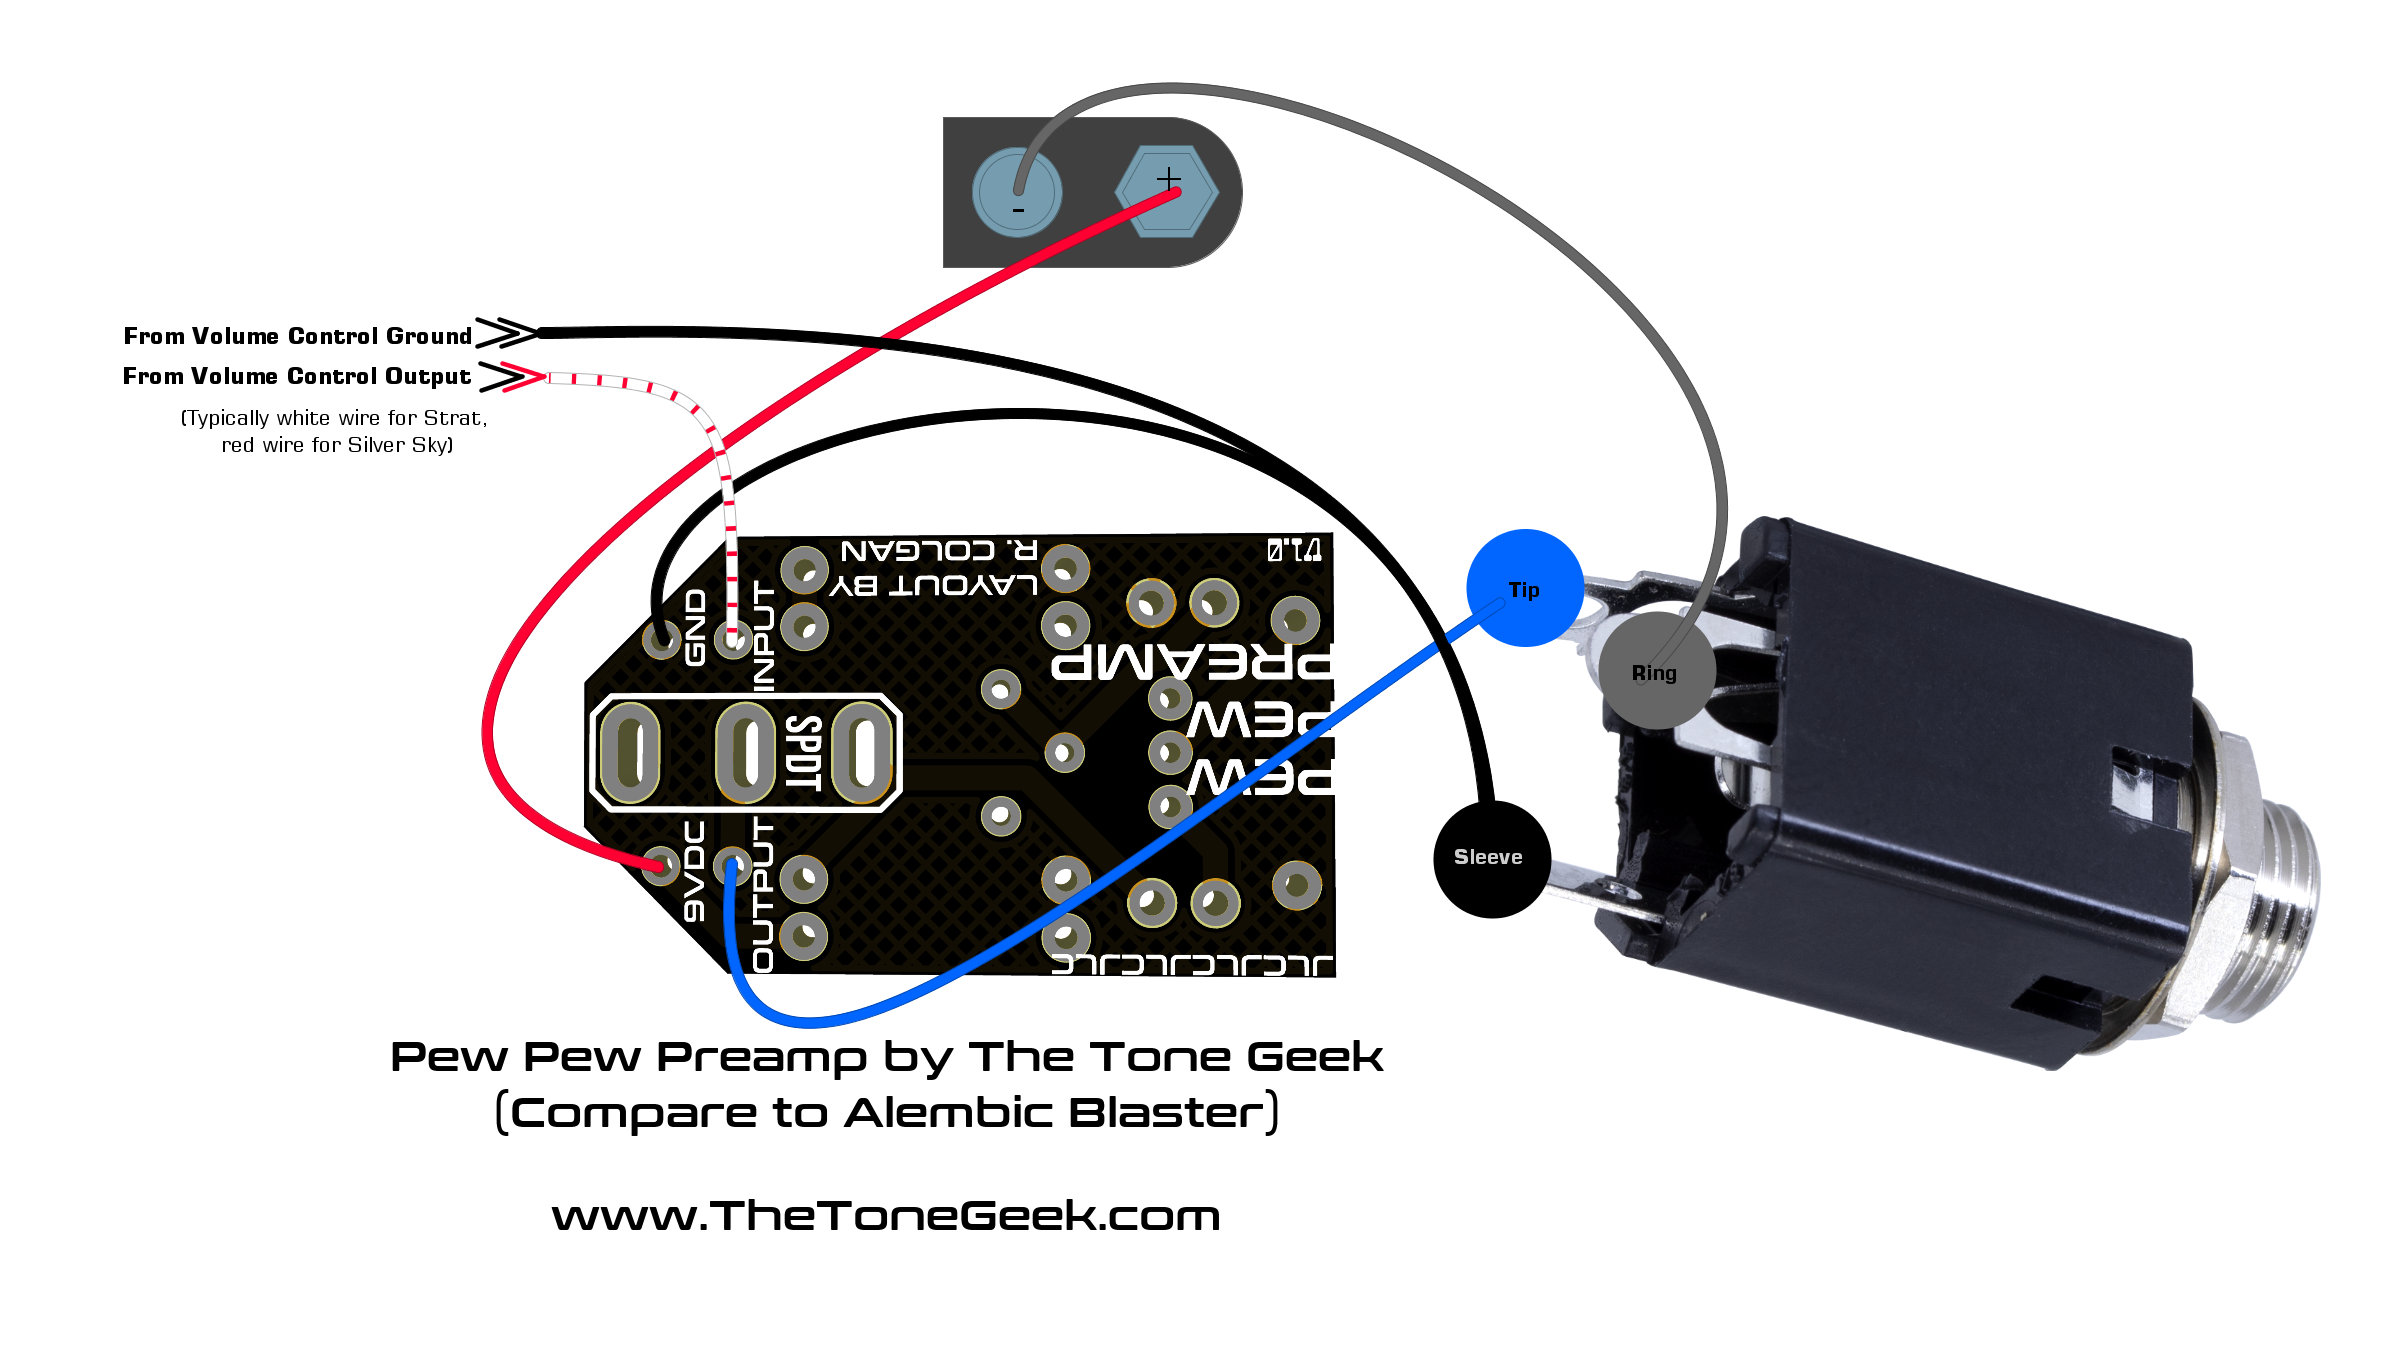 -
+
From Volume Control Ground
From Volume Control Output
(Typically white wire for Strat,
red wire for Silver Sky)
GND
INPUT
LAYOUT BY
R. COLGAN
V1.0
Tip
Ring
PEW
PEW
PREAMP
SPDT
9VDC
OUTPUT
Sleeve
JLCJLCJLCJLC
Pew Pew Preamp by The Tone Geek
(Compare to Alembic Blaster)
www.TheToneGeek.com